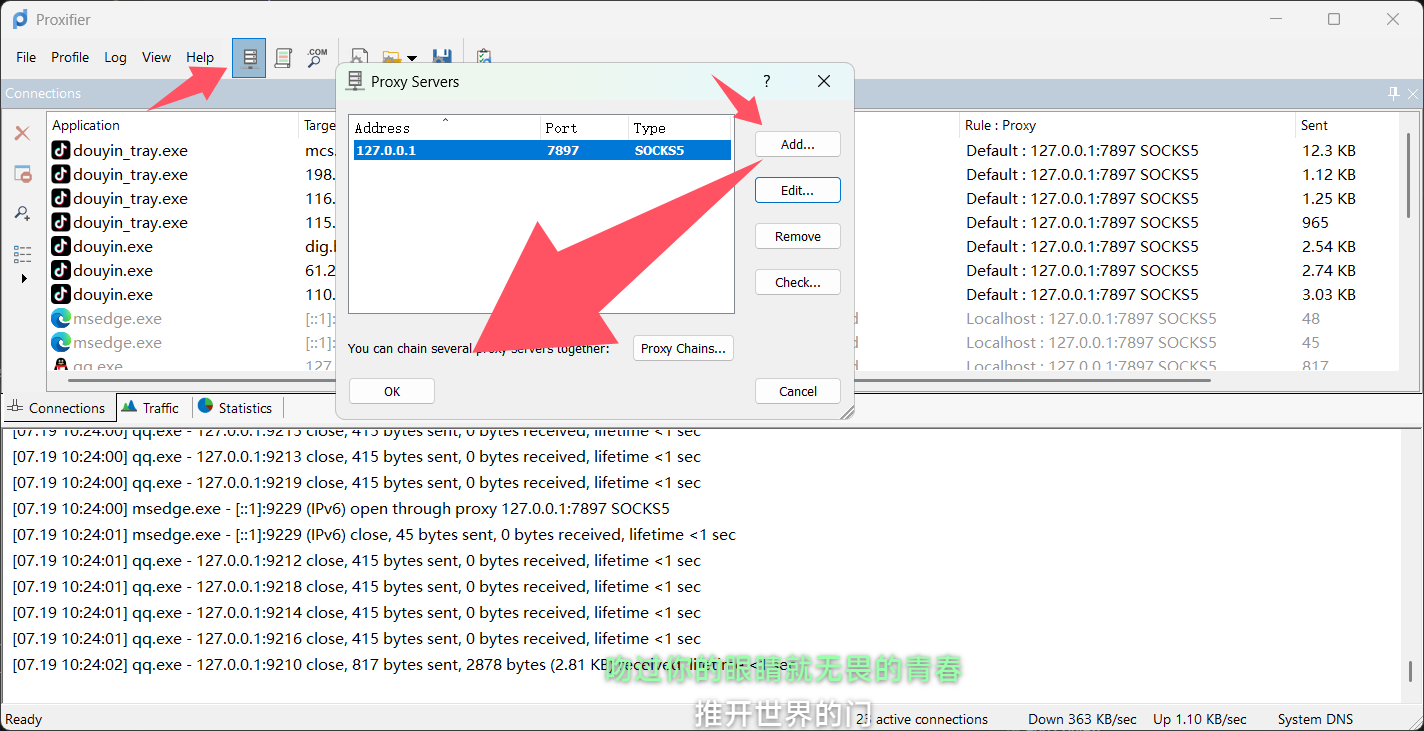 Proxifier
File Profile Log View Help .COM
Proxy Servers ?
Connections
Application Targe Rule : Proxy Sent
Address Port Type
127.0.0.1 7897 SOCKS5
Add...
Edit...
Remove
Check...
You can chain several proxy servers together: Proxy Chains...
OK Cancel
douyin_tray.exe mcs. Default : 127.0.0.1:7897 SOCKS5 12.3 KB
douyin_tray.exe 198. Default : 127.0.0.1:7897 SOCKS5 1.12 KB
douyin_tray.exe 116. Default : 127.0.0.1:7897 SOCKS5 1.25 KB
douyin_tray.exe 115. Default : 127.0.0.1:7897 SOCKS5 965
douyin.exe dig.l Default : 127.0.0.1:7897 SOCKS5 2.54 KB
douyin.exe 61.2 Default : 127.0.0.1:7897 SOCKS5 2.74 KB
douyin.exe 110. Default : 127.0.0.1:7897 SOCKS5 3.03 KB
msedge.exe [::1]: d Localhost : 127.0.0.1:7897 SOCKS5 48
msedge.exe [::1]: d Localhost : 127.0.0.1:7897 SOCKS5 45
qq.exe 127 d Localhost : 127.0.0.1:7897 SOCKS5 817
Connections Traffic Statistics
[07.19 10:24:00] qq.exe - 127.0.0.1:9215 close, 415 bytes sent, 0 bytes received, lifetime <1 sec
[07.19 10:24:00] qq.exe - 127.0.0.1:9213 close, 415 bytes sent, 0 bytes received, lifetime <1 sec
[07.19 10:24:00] qq.exe - 127.0.0.1:9219 close, 415 bytes sent, 0 bytes received, lifetime <1 sec
[07.19 10:24:00] msedge.exe - [::1]:9229 (IPv6) open through proxy 127.0.0.1:7897 SOCKS5
[07.19 10:24:01] msedge.exe - [::1]:9229 (IPv6) close, 45 bytes sent, 0 bytes received, lifetime <1 sec
[07.19 10:24:01] qq.exe - 127.0.0.1:9212 close, 415 bytes sent, 0 bytes received, lifetime <1 sec
[07.19 10:24:01] qq.exe - 127.0.0.1:9218 close, 415 bytes sent, 0 bytes received, lifetime <1 sec
[07.19 10:24:01] qq.exe - 127.0.0.1:9214 close, 415 bytes sent, 0 bytes received, lifetime <1 sec
[07.19 10:24:01] qq.exe - 127.0.0.1:9216 close, 415 bytes sent, 0 bytes received, lifetime <1 sec
[07.19 10:24:02] qq.exe - 127.0.0.1:9210 close, 817 bytes sent, 2878 bytes (2.81 KB) received, lifetime <1 sec
吻过你的眼睛就无畏的青春
推开世界的门
Ready active connections Down 363 KB/sec Up 1.10 KB/sec System DNS